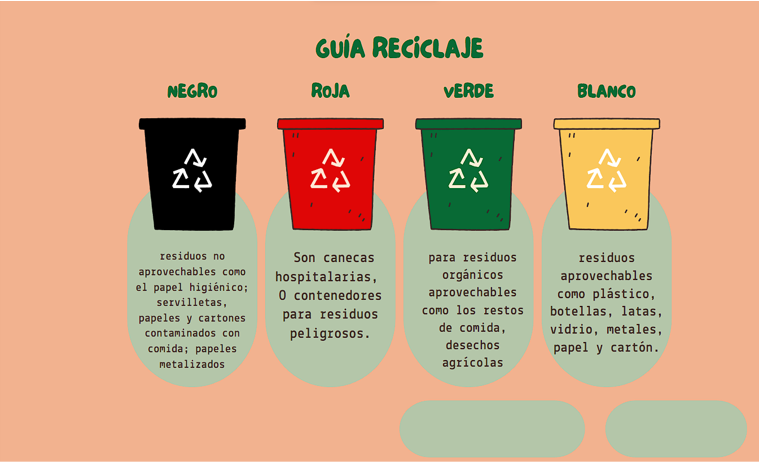 GUÍA RECICLAJE
NEGRO
ROJA
VERDE
BLANCO
residuos no
aprovechables como
el papel higiénico;
servilletas,
papeles y cartones
contaminados con
comida; papeles
metalizados
Son canecas
hospitalarias,
O contenedores
para residuos
peligrosos.
para residuos
orgánicos
aprovechables
como los restos
de comida,
desechos
agrícolas
residuos
aprovechables
como plástico,
botellas, latas,
vidrio, metales,
papel y cartón.